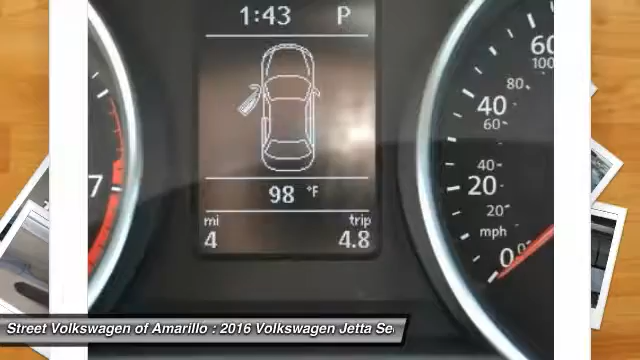 1:43 P
60
100
80
40
60
40
20
20
mph
0 0
7
98 °F
mi trip
4 4.8
Street Volkswagen of Amarillo : 2016 Volkswagen Jetta Se